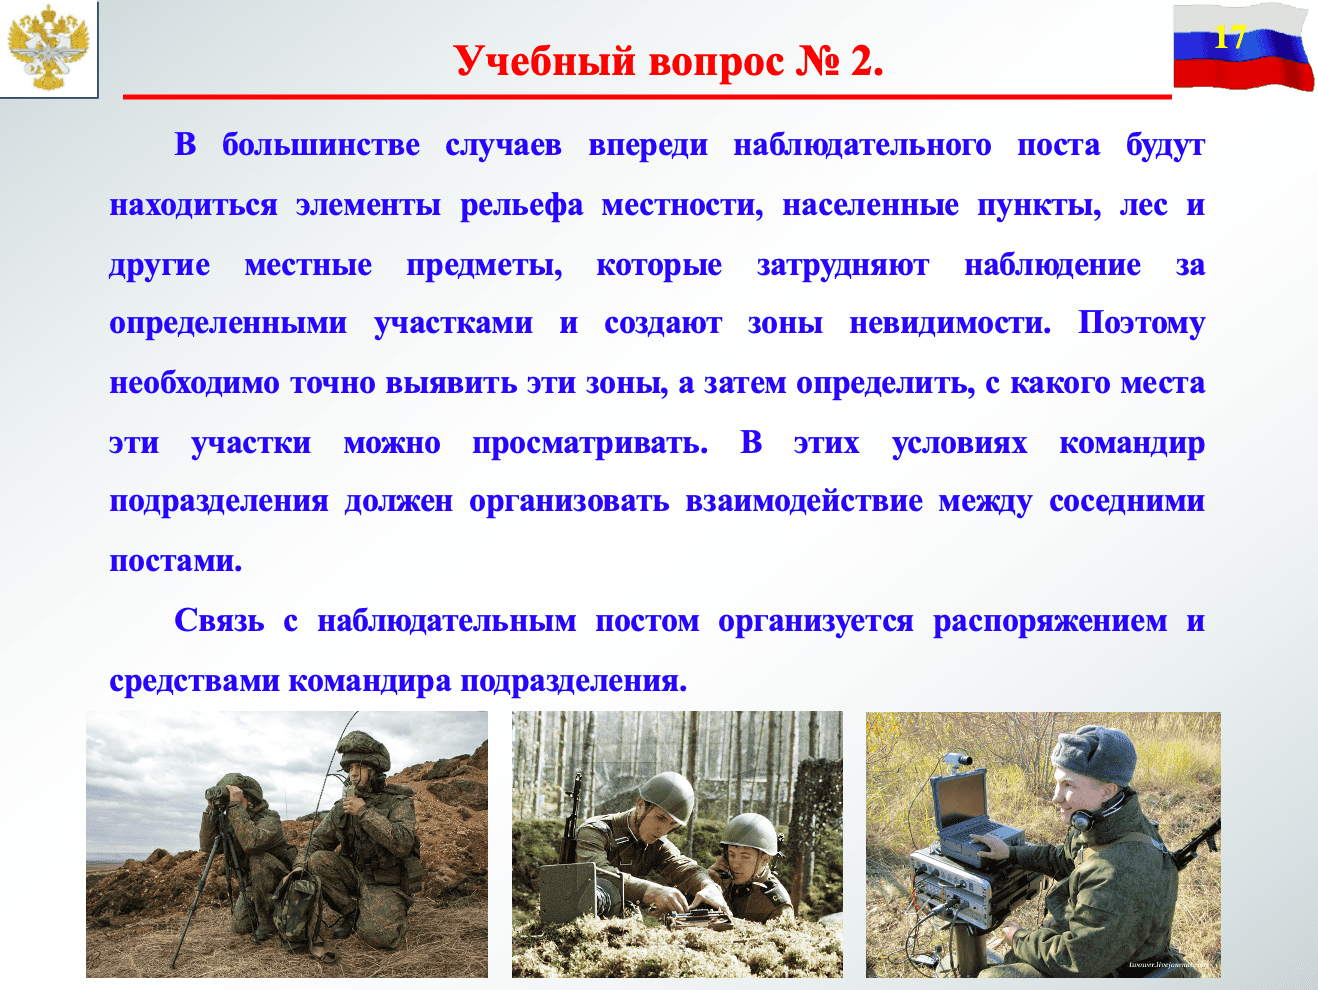 17
Учебный вопрос № 2.
В большинстве случаев впереди наблюдательного поста будут
находиться элементы рельефа местности, населенные пункты, лес и
другие местные предметы, которые затрудняют наблюдение за
определенными участками и создают зоны невидимости. Поэтому
необходимо точно выявить эти зоны, а затем определить, с какого места
эти участки можно просматривать. В этих условиях командир
подразделения должен организовать взаимодействие между соседними
постами.
Связь с наблюдательным постом организуется распоряжением и
средствами командира подразделения.